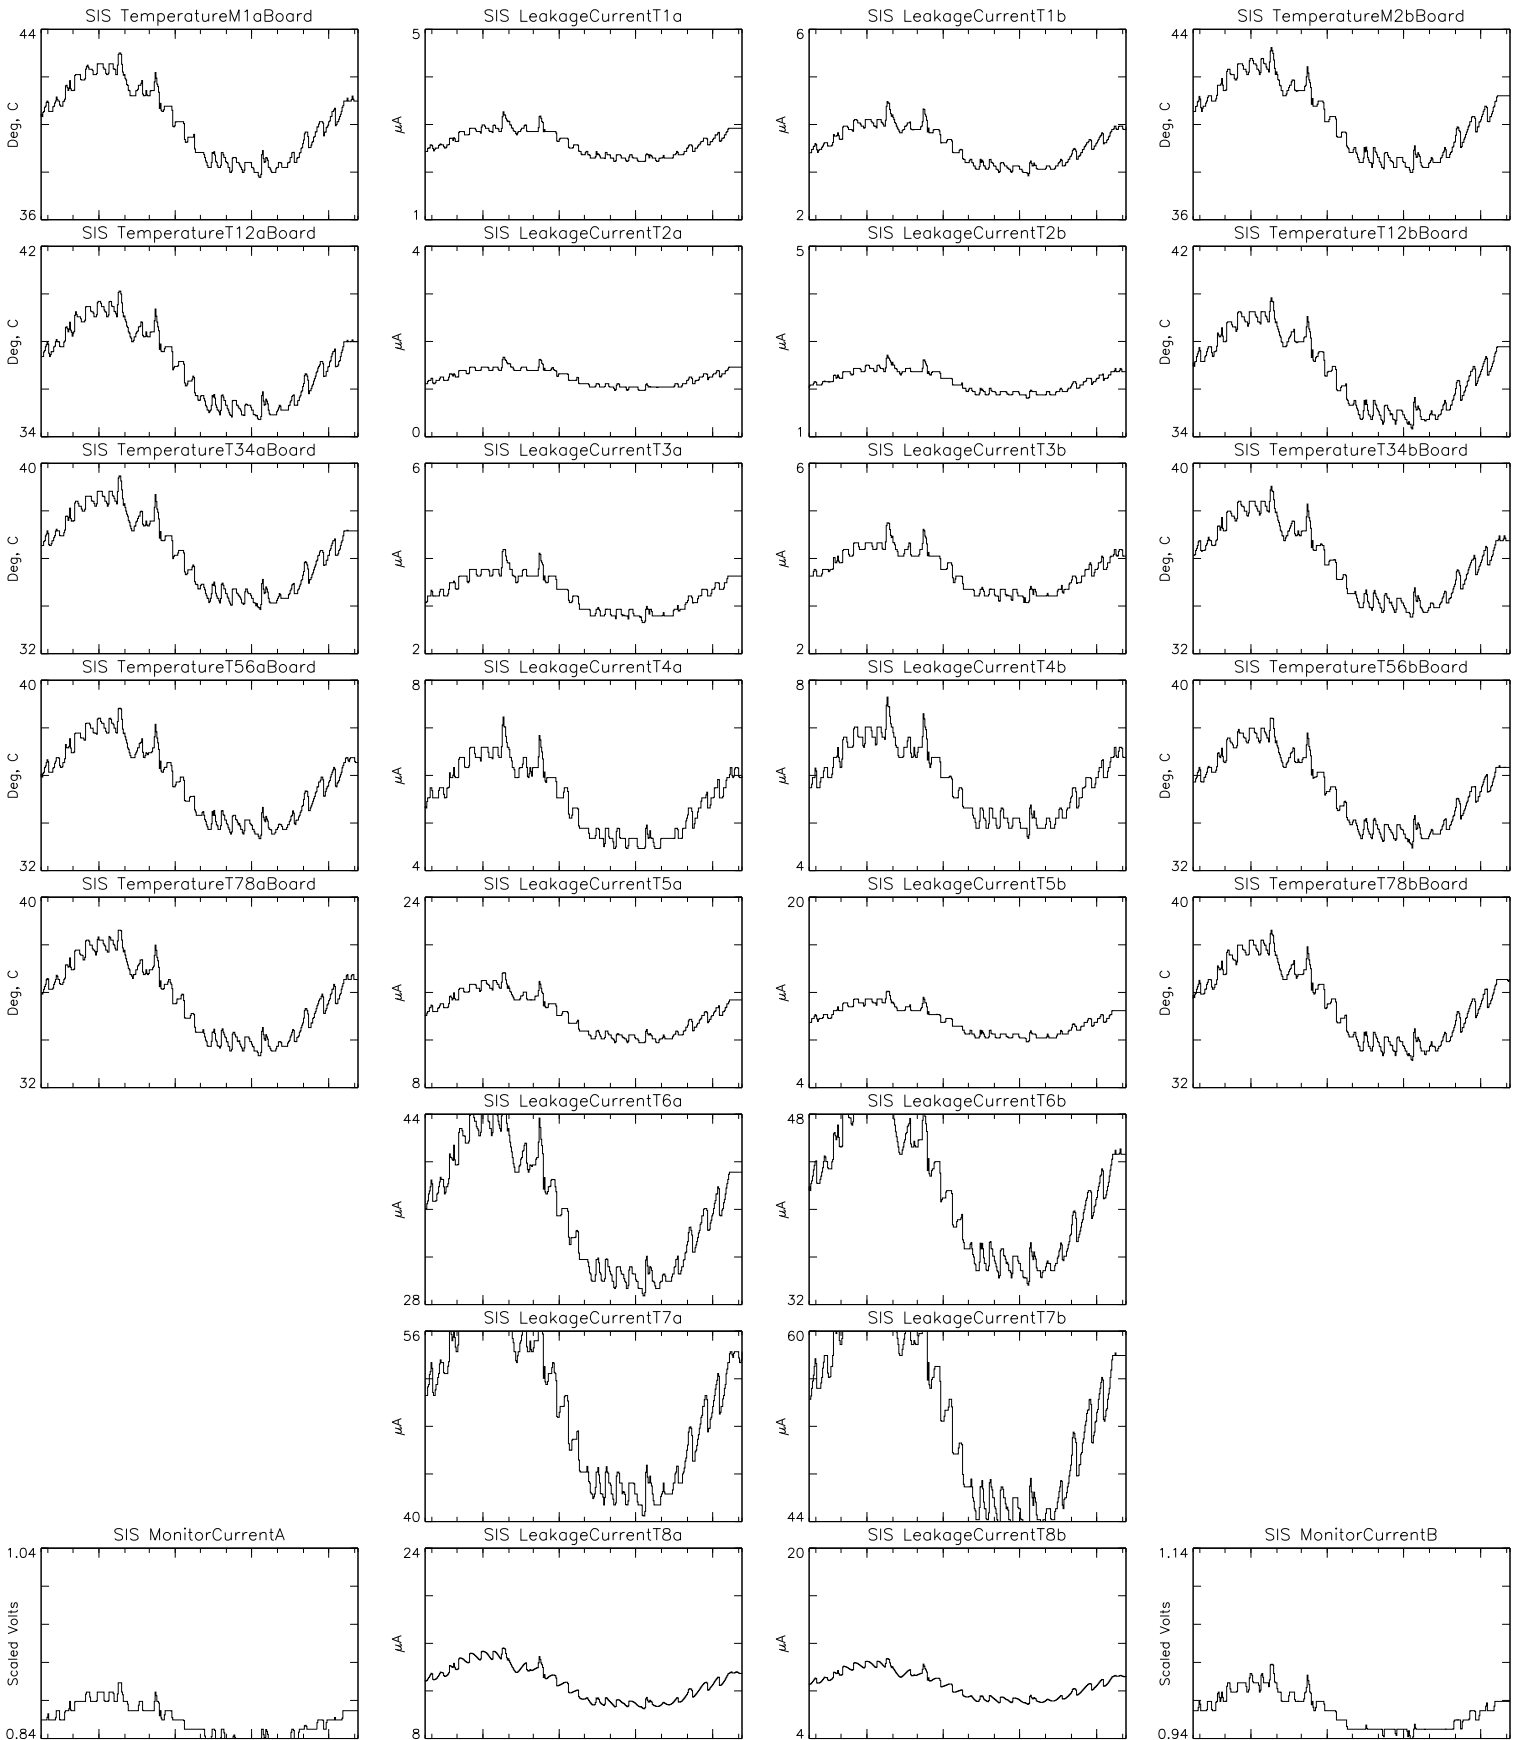 SIS TemperatureM1aBoard
44
Deg, C
36
SIS LeakageCurrentT1a
5
μA
1
SIS LeakageCurrentT1b
6
μA
2
SIS TemperatureM2bBoard
44
Deg, C
36
SIS TemperatureT12aBoard
42
Deg, C
34
SIS LeakageCurrentT2a
4
μA
0
SIS LeakageCurrentT2b
5
μA
1
SIS TemperatureT12bBoard
42
Deg, C
34
SIS TemperatureT34aBoard
40
Deg, C
32
SIS LeakageCurrentT3a
6
μA
2
SIS LeakageCurrentT3b
6
μA
2
SIS TemperatureT34bBoard
40
Deg, C
32
SIS TemperatureT56aBoard
40
Deg, C
32
SIS LeakageCurrentT4a
8
μA
4
SIS LeakageCurrentT4b
8
μA
4
SIS TemperatureT56bBoard
40
Deg, C
32
SIS TemperatureT78aBoard
40
Deg, C
32
SIS LeakageCurrentT5a
24
μA
8
SIS LeakageCurrentT5b
20
μA
4
SIS TemperatureT78bBoard
40
Deg, C
32
SIS LeakageCurrentT6a
44
μA
28
SIS LeakageCurrentT6b
48
μA
32
SIS LeakageCurrentT7a
56
μA
40
SIS LeakageCurrentT7b
60
μA
44
SIS MonitorCurrentA
1.04
Scaled Volts
0.84
SIS LeakageCurrentT8a
24
μA
8
SIS LeakageCurrentT8b
20
μA
4
SIS MonitorCurrentB
1.14
Scaled Volts
0.94